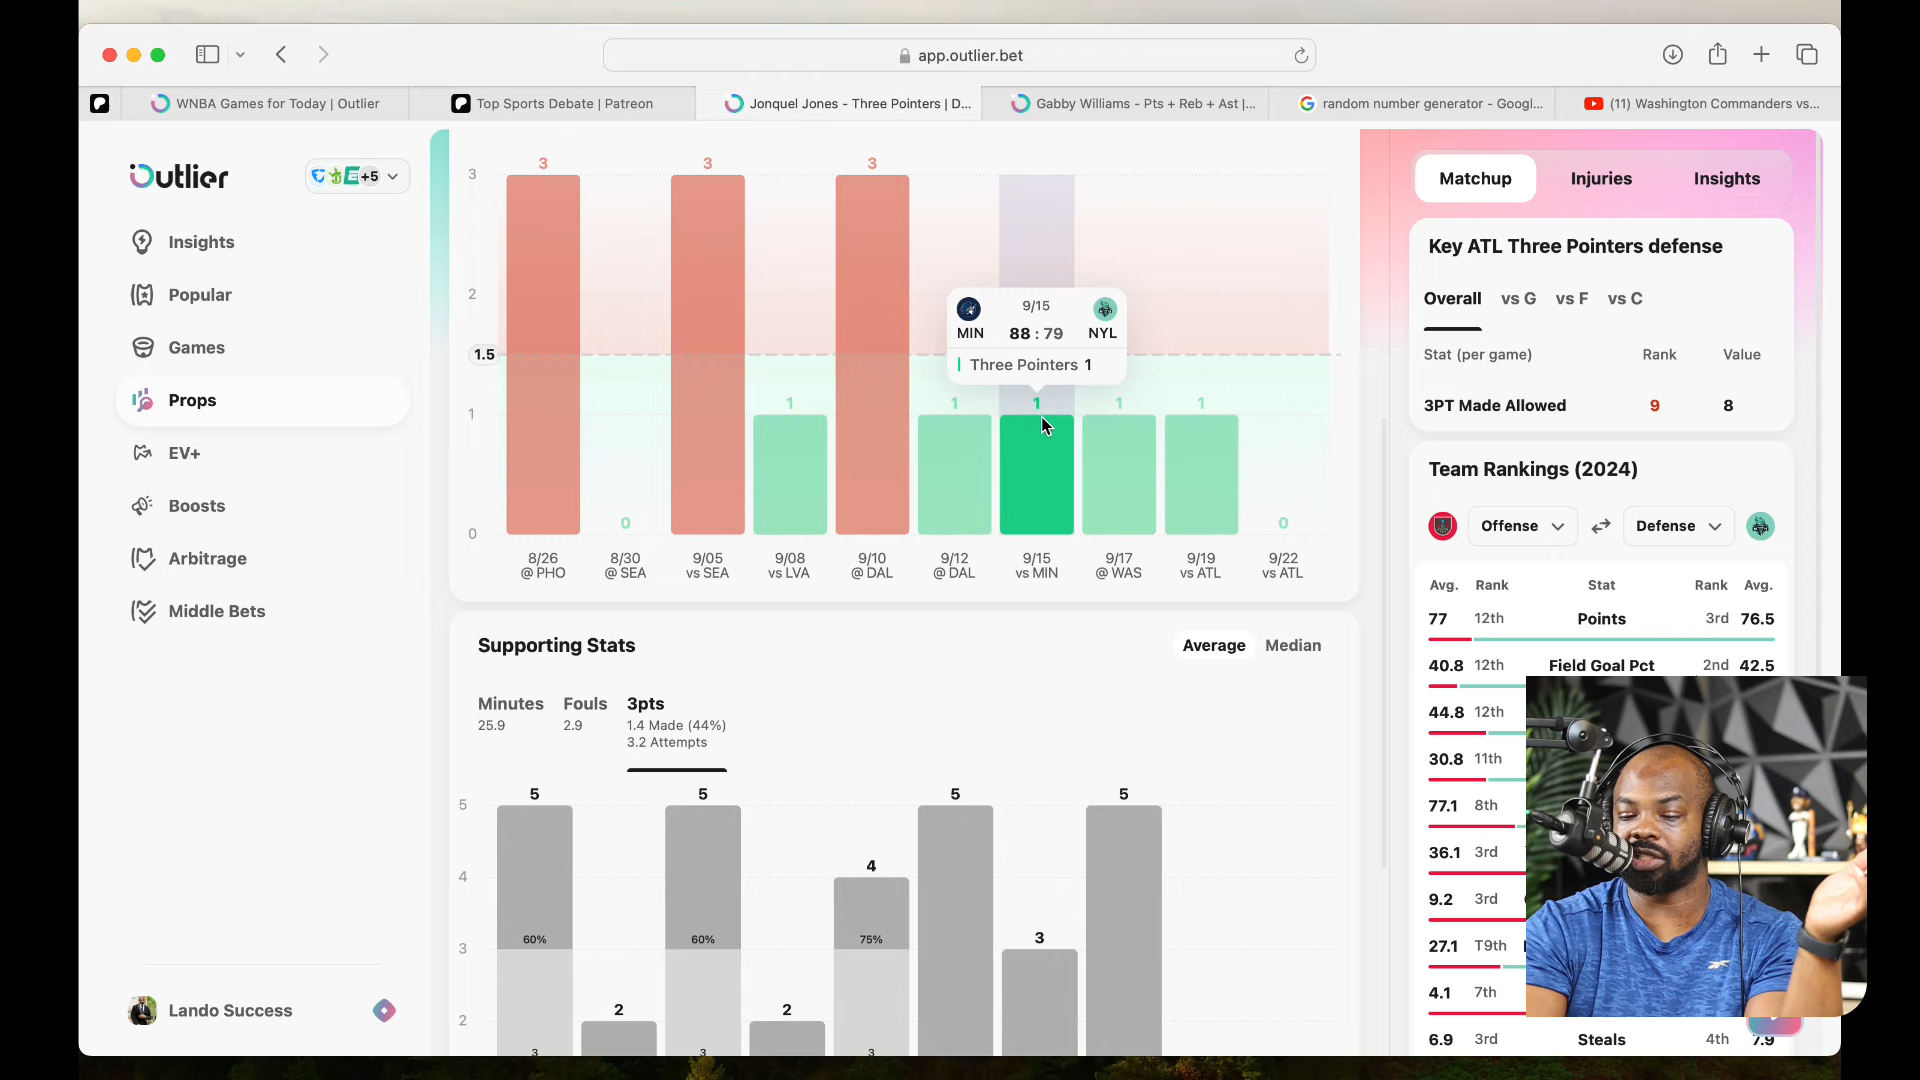 app.outlier.bet
WNBA Games for Today | Outlier
Top Sports Debate | Patreon
Jonquel Jones - Three Pointers | D...
Gabby Williams - Pts + Reb + Ast |...
random number generator - Googl...
(11) Washington Commanders vs...
Outlier
+5
Insights
Popular
Games
Props
EV+
Boosts
Arbitrage
Middle Bets
Lando Success
3 3 3
3
2
1.5
1
0
0 1 1 1 1 1 0
9/15
MIN 88 : 79 NYL
Three Pointers 1
8/26 8/30 9/05 9/08 9/10 9/12 9/15 9/17 9/19 9/22
@ PHO @ SEA vs SEA vs LVA @ DAL @ DAL vs MIN @ WAS vs ATL vs ATL
Supporting Stats
Average Median
Minutes Fouls 3pts
25.9 2.9 1.4 Made (44%)
3.2 Attempts
5 5 5 5
5
4
4
3
60% 60% 75%
3
2 2
2
3 3 3
Matchup Injuries Insights
Key ATL Three Pointers defense
Overall vs G vs F vs C
Stat (per game) Rank Value
3PT Made Allowed 9 8
Team Rankings (2024)
Offense Defense
Avg. Rank Stat Rank Avg.
77 12th Points 3rd 76.5
40.8 12th Field Goal Pct 2nd 42.5
44.8 12th
30.8 11th
77.1 8th
36.1 3rd
9.2 3rd
27.1 T9th
4.1 7th
6.9 3rd Steals 4th 7.9